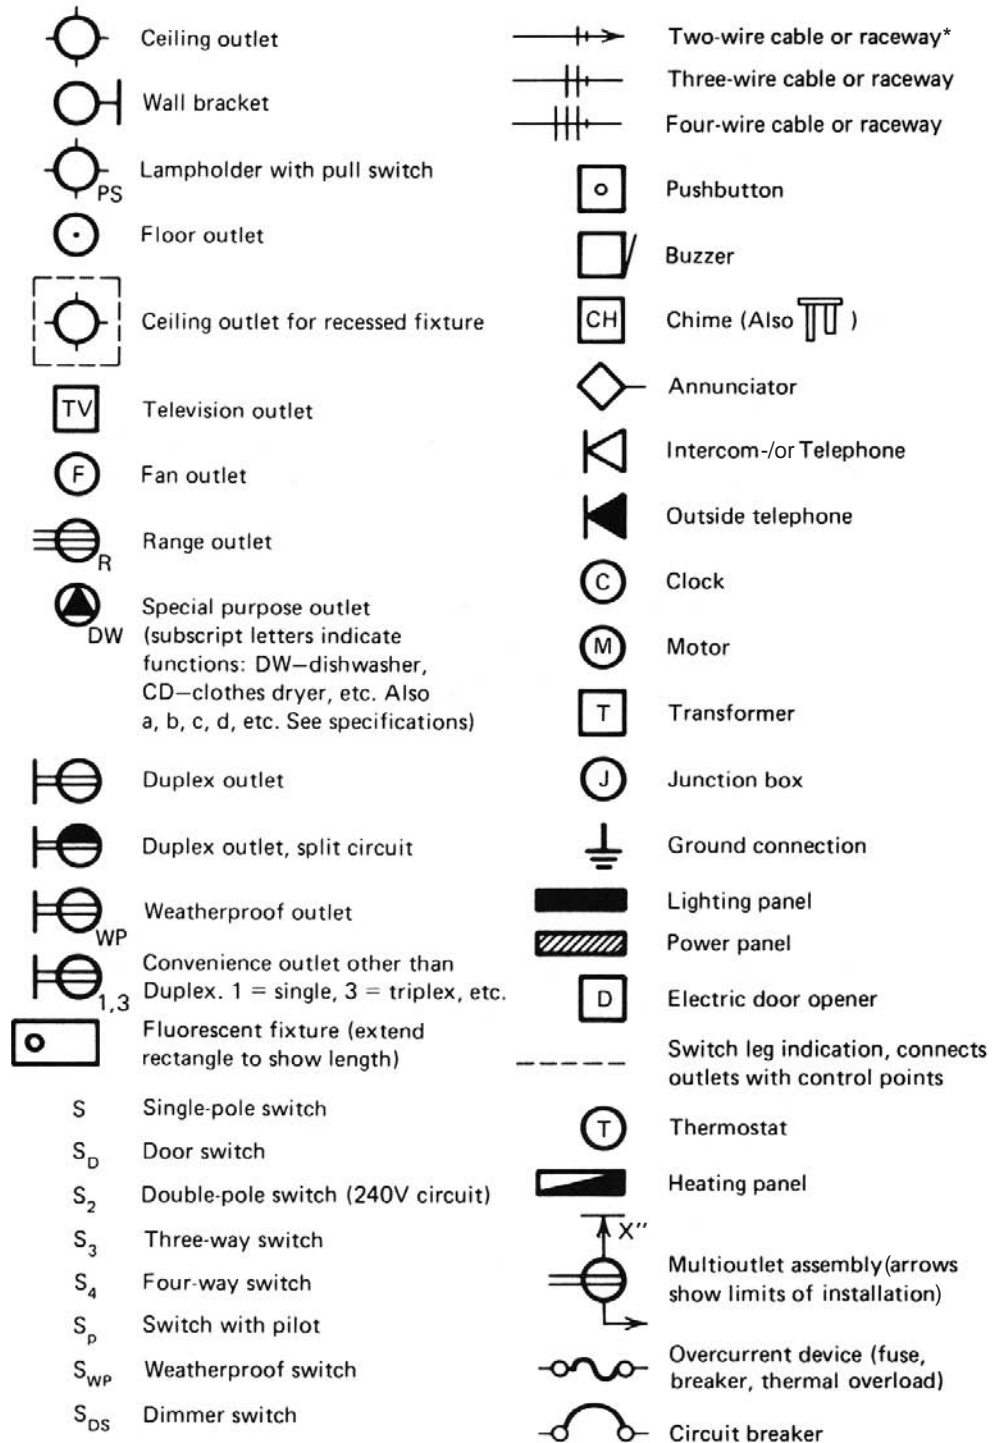 Ceiling outlet
Wall bracket
PS
Lampholder with pull switch
Floor outlet
Ceiling outlet for recessed fixture
TV
Television outlet
F
Fan outlet
R
Range outlet
DW
Special purpose outlet
(subscript letters indicate
functions: DW—dishwasher,
CD—clothes dryer, etc. Also
a, b, c, d, etc. See specifications)
Duplex outlet
Duplex outlet, split circuit
WP
Weatherproof outlet
1,3
Convenience outlet other than
Duplex. 1 = single, 3 = triplex, etc.
Fluorescent fixture (extend
rectangle to show length)
S Single-pole switch
S_D Door switch
S_2 Double-pole switch (240V circuit)
S_3 Three-way switch
S_4 Four-way switch
S_p Switch with pilot
S_WP Weatherproof switch
S_DS Dimmer switch
Two-wire cable or raceway*
Three-wire cable or raceway
Four-wire cable or raceway
Pushbutton
Buzzer
CH
Chime (Also )
Annunciator
Intercom-/or Telephone
Outside telephone
C
Clock
M
Motor
T
Transformer
J
Junction box
Ground connection
Lighting panel
Power panel
D
Electric door opener
Switch leg indication, connects
outlets with control points
T
Thermostat
Heating panel
X"
Multioutlet assembly(arrows
show limits of installation)
Overcurrent device (fuse,
breaker, thermal overload)
Circuit breaker